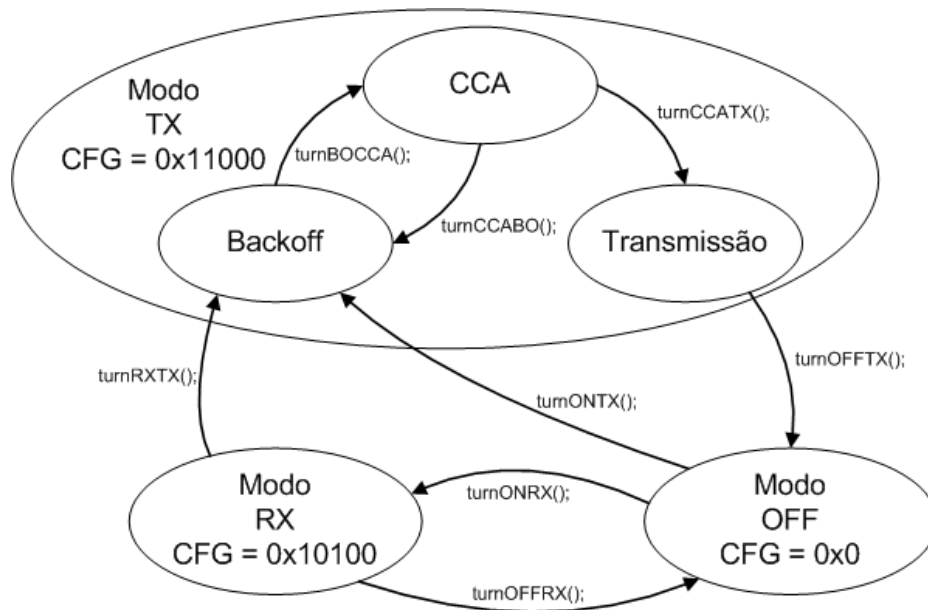 CCA
Modo
TX
CFG = 0x11000
turnCCATX();
turnBOCCA();
turnCCABO();
Backoff
Transmissão
turnOFFTX();
turnRXTX();
turnONTX();
Modo
RX
CFG = 0x10100
turnONRX();
Modo
OFF
CFG = 0x0
turnOFFRX();